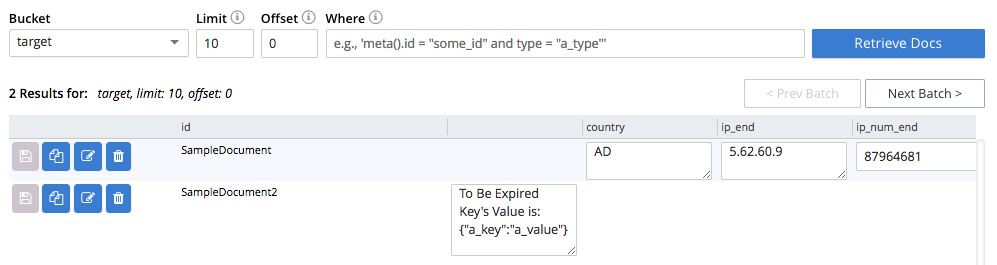 Bucket Limit Offset Where
target 10 0 e.g., 'meta().id = "some_id" and type = "a_type"' Retrieve Docs
2 Results for: target, limit: 10, offset: 0 < Prev Batch Next Batch >
id country ip_end ip_num_end
SampleDocument AD 5.62.60.9 87964681
SampleDocument2 To Be Expired
Key's Value is:
{"a_key":"a_value"}